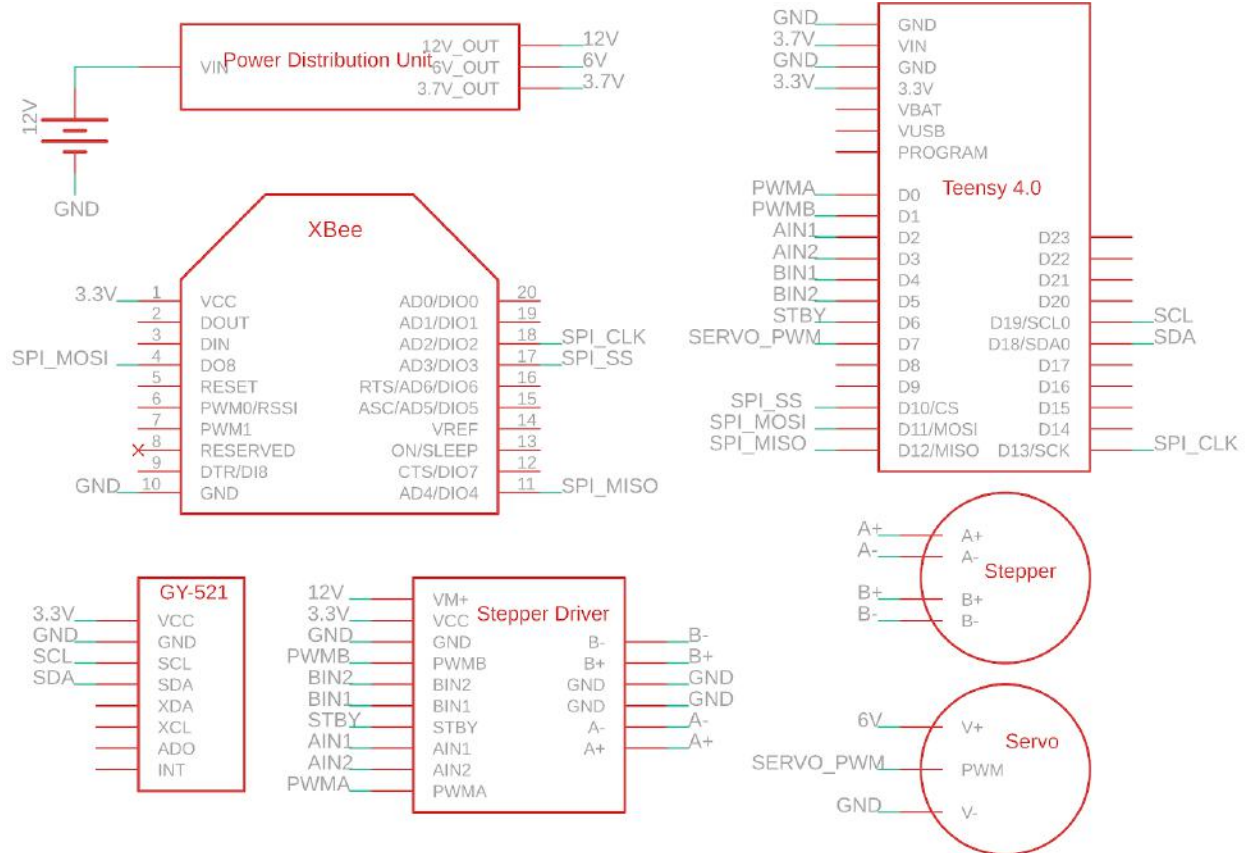 Power Distribution Unit
VIN
12V_OUT 12V
6V_OUT 6V
3.7V_OUT 3.7V
12V
GND
XBee
3.3V 1 VCC
2 DOUT
3 DIN
SPI_MOSI 4 DO8
5 RESET
6 PWM0/RSSI
7 PWM1
8 RESERVED
9 DTR/DI8
GND 10 GND
AD0/DIO0 20
AD1/DIO1 19
AD2/DIO2 18 SPI_CLK
AD3/DIO3 17 SPI_SS
RTS/AD6/DIO6 16
ASC/AD5/DIO5 15
VREF 14
ON/SLEEP 13
CTS/DIO7 12
AD4/DIO4 11 SPI_MISO
Teensy 4.0
GND GND
3.7V VIN
GND GND
3.3V 3.3V
VBAT
VUSB
PROGRAM
PWMA D0
PWMB D1
AIN1 D2
AIN2 D3
BIN1 D4
BIN2 D5
STBY D6
SERVO_PWM D7
D8
D9
SPI_SS D10/CS
SPI_MOSI D11/MOSI
SPI_MISO D12/MISO
D23
D22
D21
D20
D19/SCL0 SCL
D18/SDA0 SDA
D17
D16
D15
D14
D13/SCK SPI_CLK
GY-521
3.3V VCC
GND GND
SCL SCL
SDA SDA
XDA
XCL
ADO
INT
Stepper Driver
12V VM+
3.3V VCC
GND GND
PWMB PWMB
BIN2 BIN2
BIN1 BIN1
STBY STBY
AIN1 AIN1
AIN2 AIN2
PWMA PWMA
B- B-
B+ B+
GND GND
GND GND
A- A-
A+ A+
Stepper
A+ A+
A- A-
B+ B+
B- B-
Servo
6V V+
SERVO_PWM PWM
GND V-